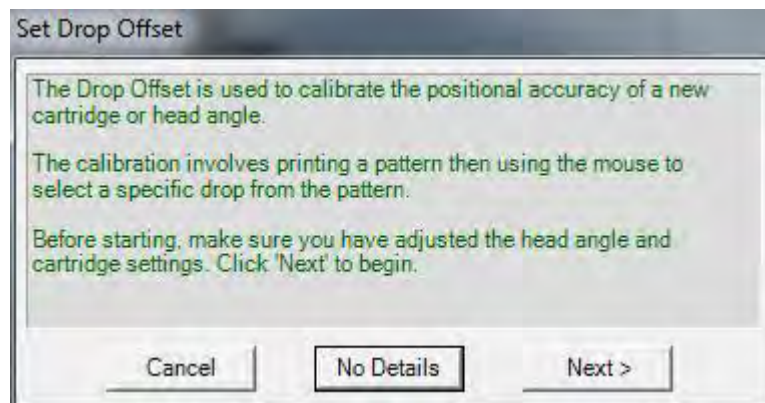 Set Drop Offset
The Drop Offset is used to calibrate the positional accuracy of a new
cartridge or head angle.
The calibration involves printing a pattern then using the mouse to
select a specific drop from the pattern.
Before starting, make sure you have adjusted the head angle and
cartridge settings. Click 'Next' to begin.
Cancel No Details Next >